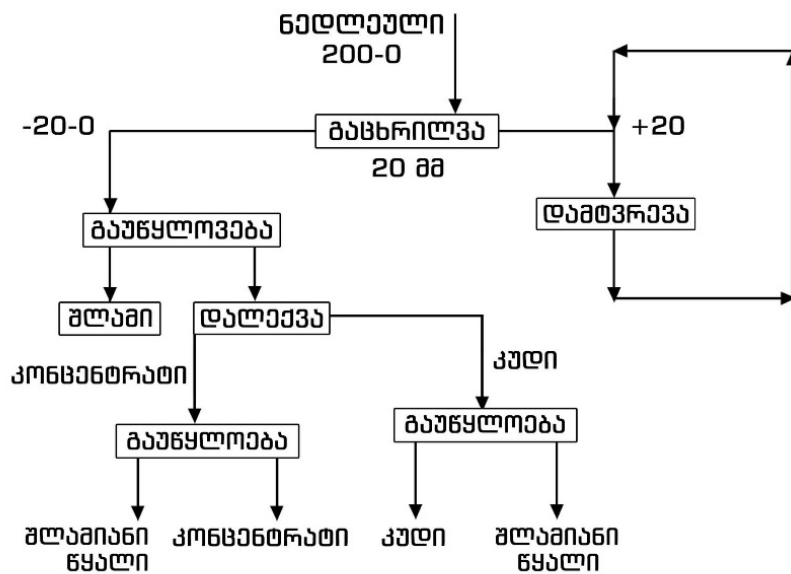 ნედლეული
200-0
-20-0
გაცხრილვა
+20
20 მმ
დამტვრევა
გაუწყლოვება
შლამი
დალექვა
კონცენტრატი
კუდი
გაუწყლოება
გაუწყლოება
შლამიანი
წყალი
კონცენტრატი
კუდი
შლამიანი
წყალი